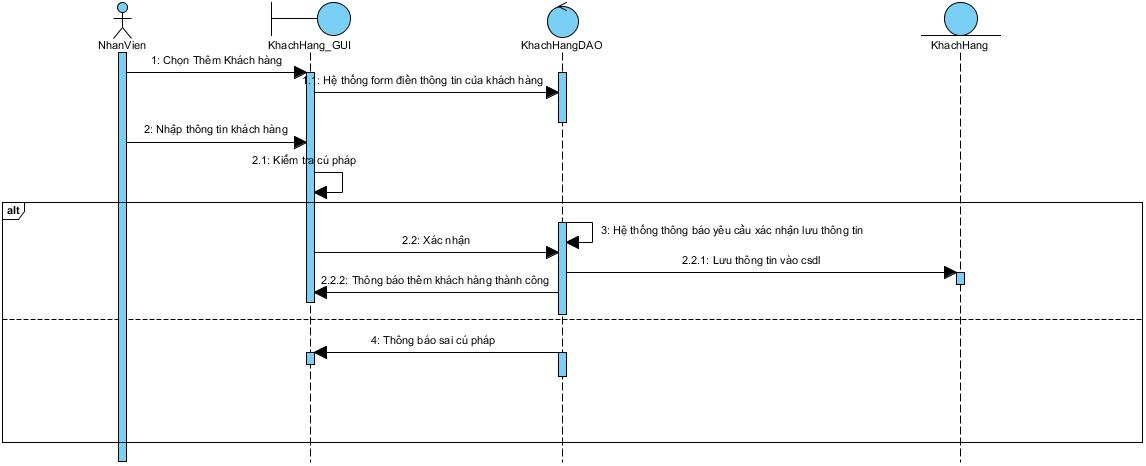 NhanVien
KhachHang_GUI
KhachHangDAO
KhachHang
1: Chọn Thêm Khách hàng
1.1: Hệ thống form điền thông tin của khách hàng
2: Nhập thông tin khách hàng
2.1: Kiểm tra cú pháp
alt
3: Hệ thống thông báo yêu cầu xác nhận lưu thông tin
2.2: Xác nhận
2.2.1: Lưu thông tin vào csdl
2.2.2: Thông báo thêm khách hàng thành công
4: Thông báo sai cú pháp